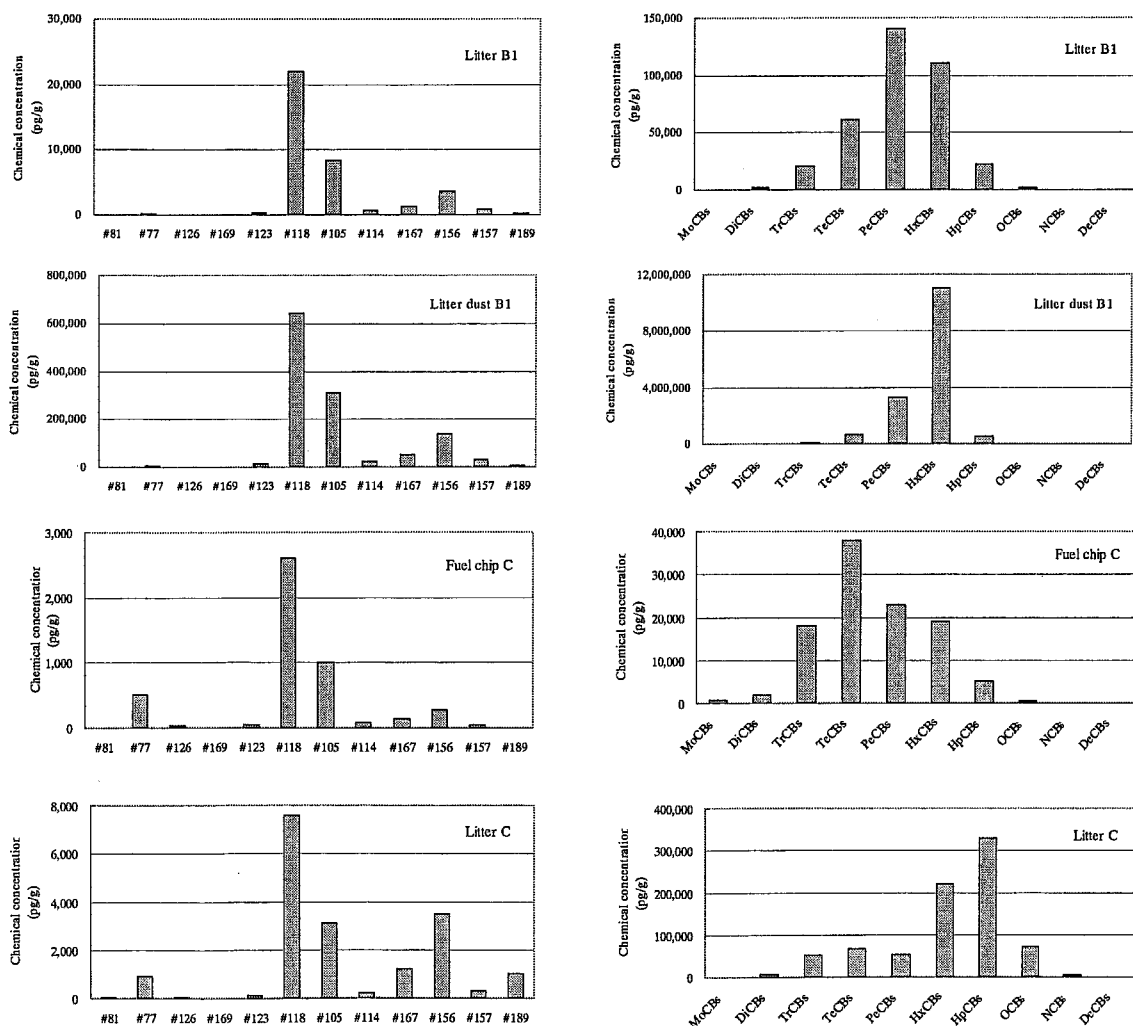 30,000
20,000
10,000
0
Chemical concentration
(pg/g)
Litter B1
#81 #77 #126 #169 #123 #118 #105 #114 #167 #156 #157 #189
150,000
100,000
50,000
0
Chemical concentration
(pg/g)
Litter B1
MoCBs DiCBs TrCBs TeCBs PeCBs HxCBs HpCBs OCBs NCBs DeCBs
800,000
600,000
400,000
200,000
0
Chemical concentration
(pg/g)
Litter dust B1
#81 #77 #126 #169 #123 #118 #105 #114 #167 #156 #157 #189
12,000,000
8,000,000
4,000,000
0
Chemical concentration
(pg/g)
Litter dust B1
MoCBs DiCBs TrCBs TeCBs PeCBs HxCBs HpCBs OCBs NCBs DeCBs
3,000
2,000
1,000
0
Chemical concentratior
(pg/g)
Fuel chip C
#81 #77 #126 #169 #123 #118 #105 #114 #167 #156 #157 #189
40,000
30,000
20,000
10,000
0
Chemical concentratior
(pg/g)
Fuel chip C
MoCBs DiCBs TrCBs TeCBs PeCBs HxCBs HpCBs OCBs NCBs DeCBs
8,000
6,000
4,000
2,000
0
Chemical concentratior
(pg/g)
Litter C
#81 #77 #126 #169 #123 #118 #105 #114 #167 #156 #157 #189
400,000
300,000
200,000
100,000
0
Chemical concentratior
(pg/g)
Litter C
MoCBs DiCBs TrCBs TeCBs PeCBs HxCBs HpCBs OCBs NCBs DeCBs